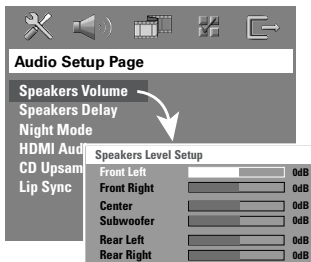 Audio Setup Page
Speakers Volume
Speakers Delay
Night Mode
HDMI Aud
CD Upsam
Lip Sync
Speakers Level Setup
Front Left 0dB
Front Right 0dB
Center 0dB
Subwoofer 0dB
Rear Left 0dB
Rear Right 0dB